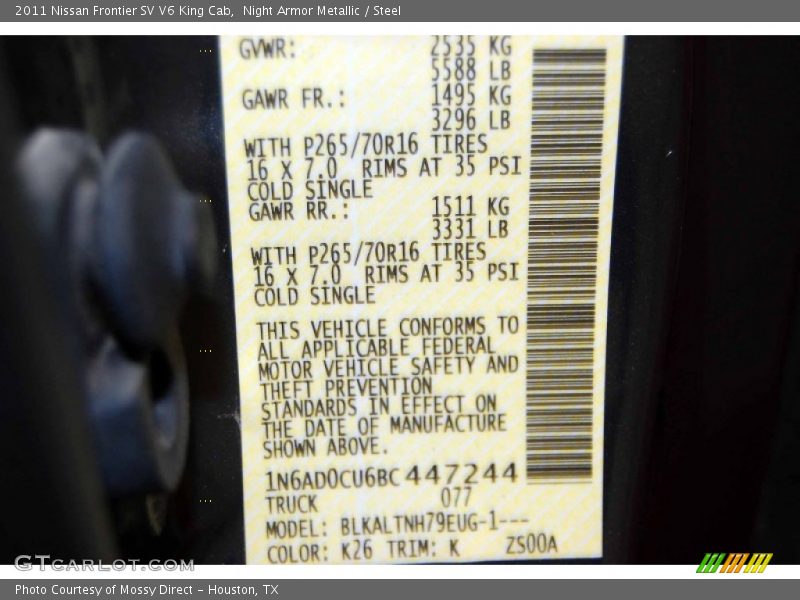 2011 Nissan Frontier SV V6 King Cab,  Night Armor Metallic / Steel
GVWR: 2535 KG
5588 LB
GAWR FR.: 1495 KG
3296 LB
WITH P265/70R16 TIRES
16 X 7.0 RIMS AT 35 PSI
COLD SINGLE
GAWR RR.: 1511 KG
3331 LB
WITH P265/70R16 TIRES
16 X 7.0 RIMS AT 35 PSI
COLD SINGLE
THIS VEHICLE CONFORMS TO
ALL APPLICABLE FEDERAL
MOTOR VEHICLE SAFETY AND
THEFT PREVENTION
STANDARDS IN EFFECT ON
THE DATE OF MANUFACTURE
SHOWN ABOVE.
1N6AD0CU6BC447244
TRUCK 077
MODEL: BLKALTNH79EUG-1---
COLOR: K26 TRIM: K ZS00A
GTCARLOT.COM
Photo Courtesy of Mossy Direct - Houston, TX